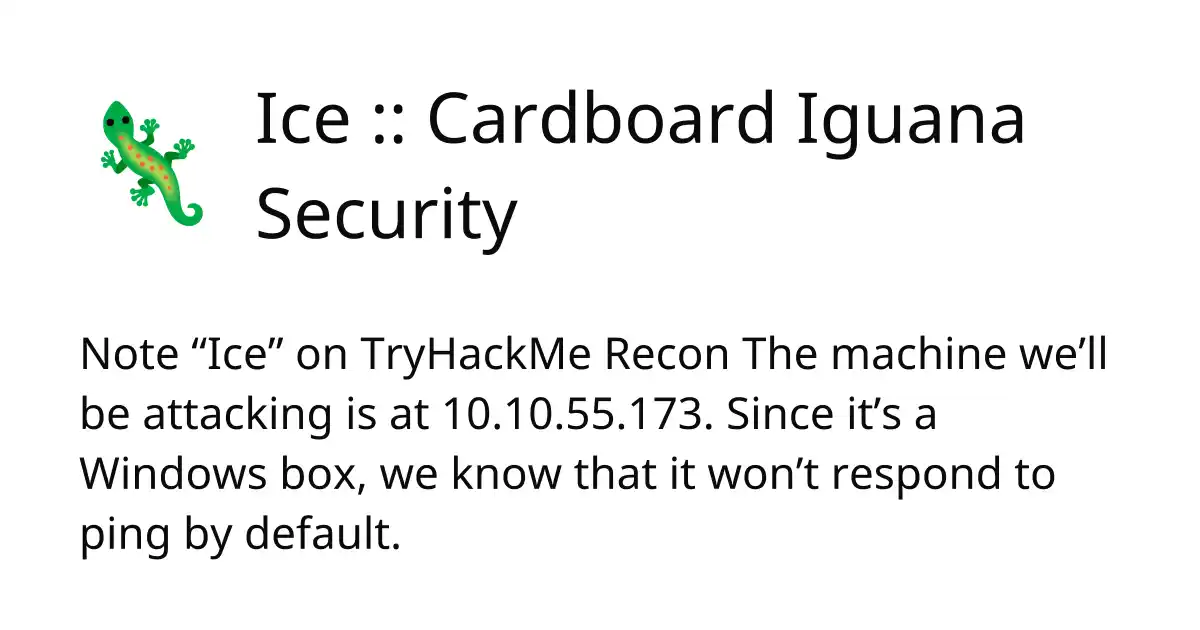 Ice :: Cardboard Iguana
Security
Note “Ice” on TryHackMe Recon The machine we’ll
be attacking is at 10.10.55.173. Since it’s a
Windows box, we know that it won’t respond to
ping by default.